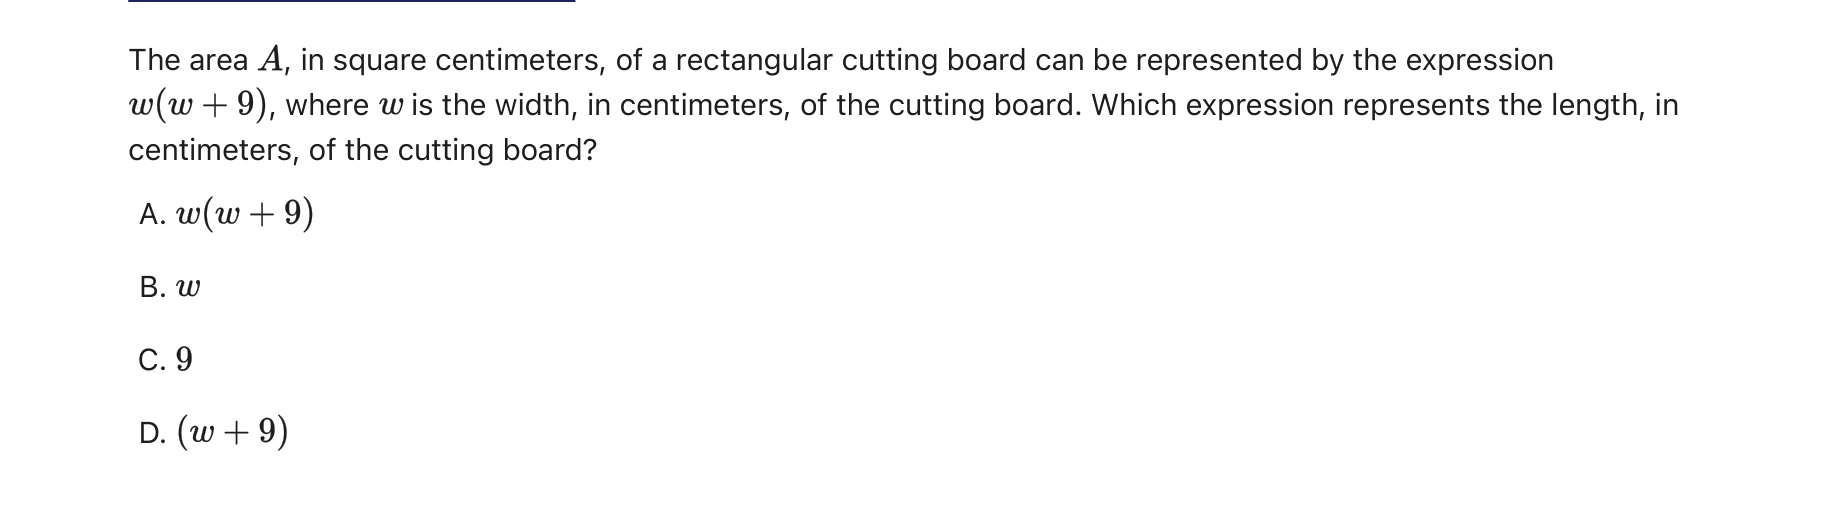 The area A, in square centimeters, of a rectangular cutting board can be represented by the expression
w(w + 9), where w is the width, in centimeters, of the cutting board. Which expression represents the length, in
centimeters, of the cutting board?
A. w(w + 9)
B. w
C. 9
D. (w + 9)